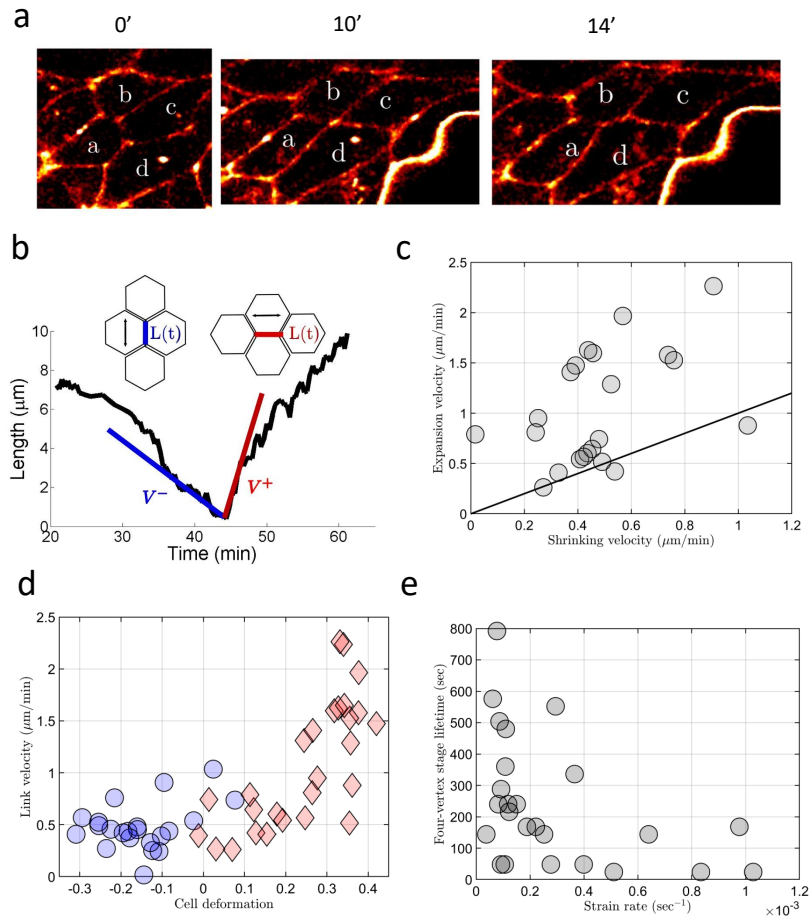 a
0’
10’
14’
b
c
a
d
b
c
a
d
b
c
a
d
b
L(t)
L(t)
10
8
6
4
2
0
Length (μm)
V−
V+
20
30
40
50
60
Time (min)
c
2.5
2
1.5
1
0.5
0
Expansion velocity (μm/min)
0
0.2
0.4
0.6
0.8
1
1.2
Shrinking velocity (μm/min)
d
2.5
2
1.5
1
0.5
0
Link velocity (μm/min)
-0.3
-0.2
-0.1
0
0.1
0.2
0.3
0.4
Cell deformation
e
800
700
600
500
400
300
200
100
0
Four-vertex stage lifetime (sec)
0
0.2
0.4
0.6
0.8
1
Strain rate (sec⁻¹)
×10⁻³